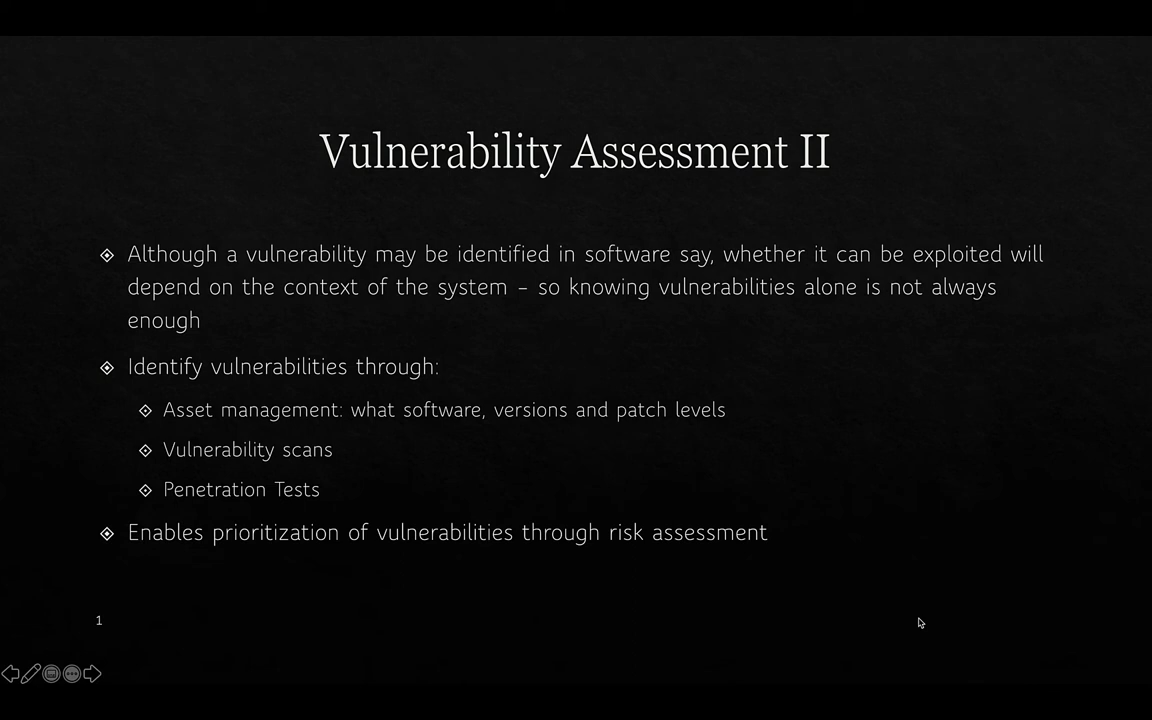 Vulnerability Assessment II
Although a vulnerability may be identified in software say, whether it can be exploited will
depend on the context of the system – so knowing vulnerabilities alone is not always
enough
Identify vulnerabilities through:
Asset management: what software, versions and patch levels
Vulnerability scans
Penetration Tests
Enables prioritization of vulnerabilities through risk assessment
1